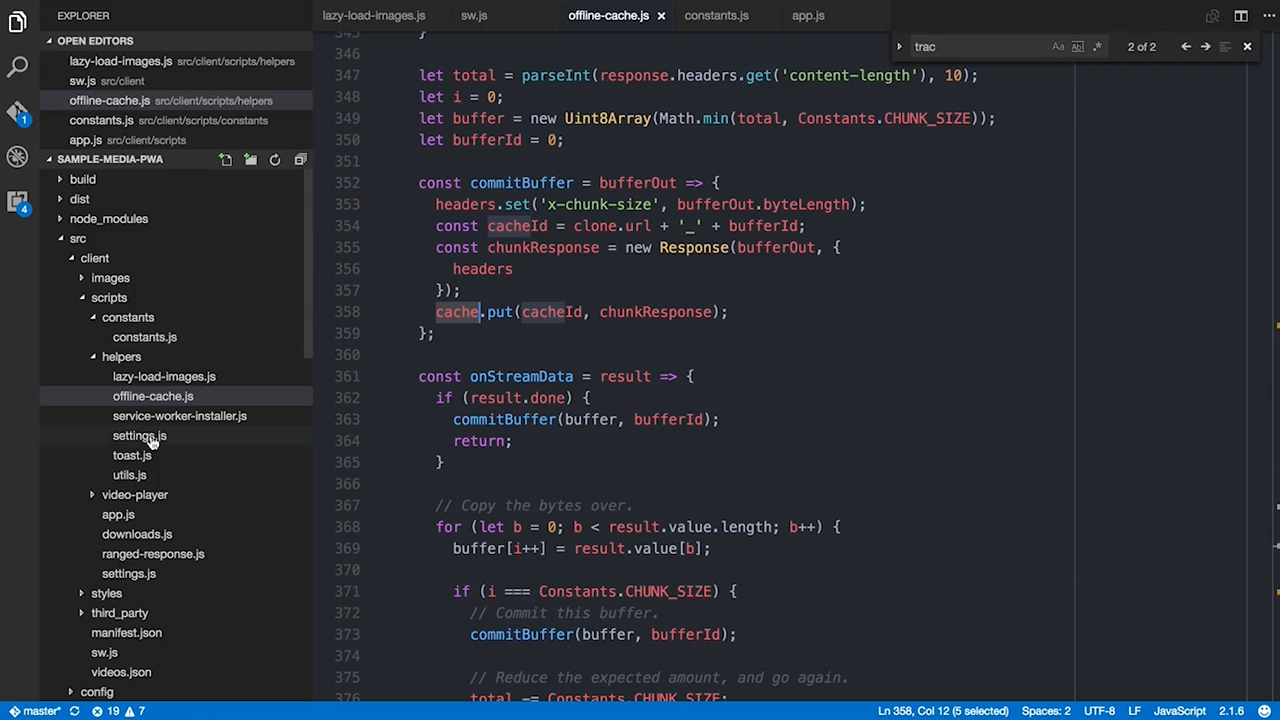 EXPLORER
OPEN EDITORS
lazy-load-images.js src/client/scripts/helpers
sw.js src/client
offline-cache.js src/client/scripts/helpers
constants.js src/client/scripts/constants
app.js src/client/scripts
SAMPLE-MEDIA-PWA
build
dist
node_modules
src
client
images
scripts
constants
constants.js
helpers
lazy-load-images.js
offline-cache.js
service-worker-installer.js
settings.js
toast.js
utils.js
video-player
app.js
downloads.js
ranged-response.js
settings.js
styles
third_party
manifest.json
sw.js
videos.json
config
1
4
lazy-load-images.js sw.js offline-cache.js constants.js app.js
trac Aa Abl .* 2 of 2
345 }
346
347 let total = parseInt(response.headers.get('content-length'), 10);
348 let i = 0;
349 let buffer = new Uint8Array(Math.min(total, Constants.CHUNK_SIZE));
350 let bufferId = 0;
351
352 const commitBuffer = bufferOut => {
353 headers.set('x-chunk-size', bufferOut.byteLength);
354 const cacheId = clone.url + '_' + bufferId;
355 const chunkResponse = new Response(bufferOut, {
356 headers
357 });
358 cache.put(cacheId, chunkResponse);
359 };
360
361 const onStreamData = result => {
362 if (result.done) {
363 commitBuffer(buffer, bufferId);
364 return;
365 }
366
367 // Copy the bytes over.
368 for (let b = 0; b < result.value.length; b++) {
369 buffer[i++] = result.value[b];
370
371 if (i === Constants.CHUNK_SIZE) {
372 // Commit this buffer.
373 commitBuffer(buffer, bufferId);
374
375 // Reduce the expected amount, and go again.
376 total -= Constants.CHUNK_SIZE;
master* 19 7 Ln 358, Col 12 (5 selected) Spaces: 2 UTF-8 LF JavaScript 2.1.6